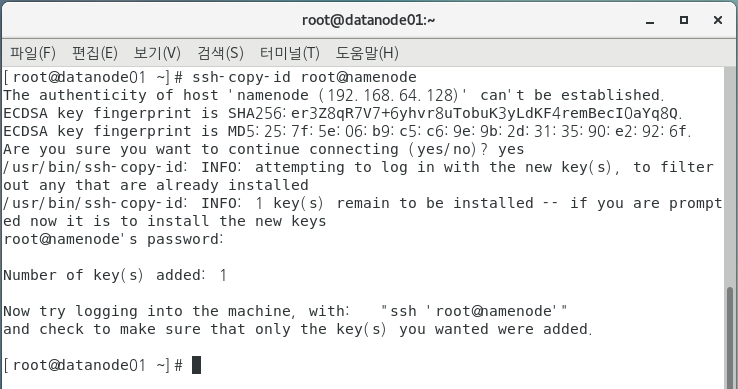 root@datanode01:~
파일(F) 편집(E) 보기(V) 검색(S) 터미널(T) 도움말(H)
[root@datanode01 ~]# ssh-copy-id root@namenode
The authenticity of host 'namenode (192.168.64.128)' can't be established.
ECDSA key fingerprint is SHA256:er3Z8qR7V7+6yhvr8uTobuK3yLdKF4remBecI0aYq8Q.
ECDSA key fingerprint is MD5:25:7f:5e:06:b9:c5:c6:9e:9b:2d:31:35:90:e2:92:6f.
Are you sure you want to continue connecting (yes/no)? yes
/usr/bin/ssh-copy-id: INFO: attempting to log in with the new key(s), to filter
out any that are already installed
/usr/bin/ssh-copy-id: INFO: 1 key(s) remain to be installed -- if you are prompt
ed now it is to install the new keys
root@namenode's password:
Number of key(s) added: 1
Now try logging into the machine, with:   "ssh 'root@namenode'"
and check to make sure that only the key(s) you wanted were added.
[root@datanode01 ~]#